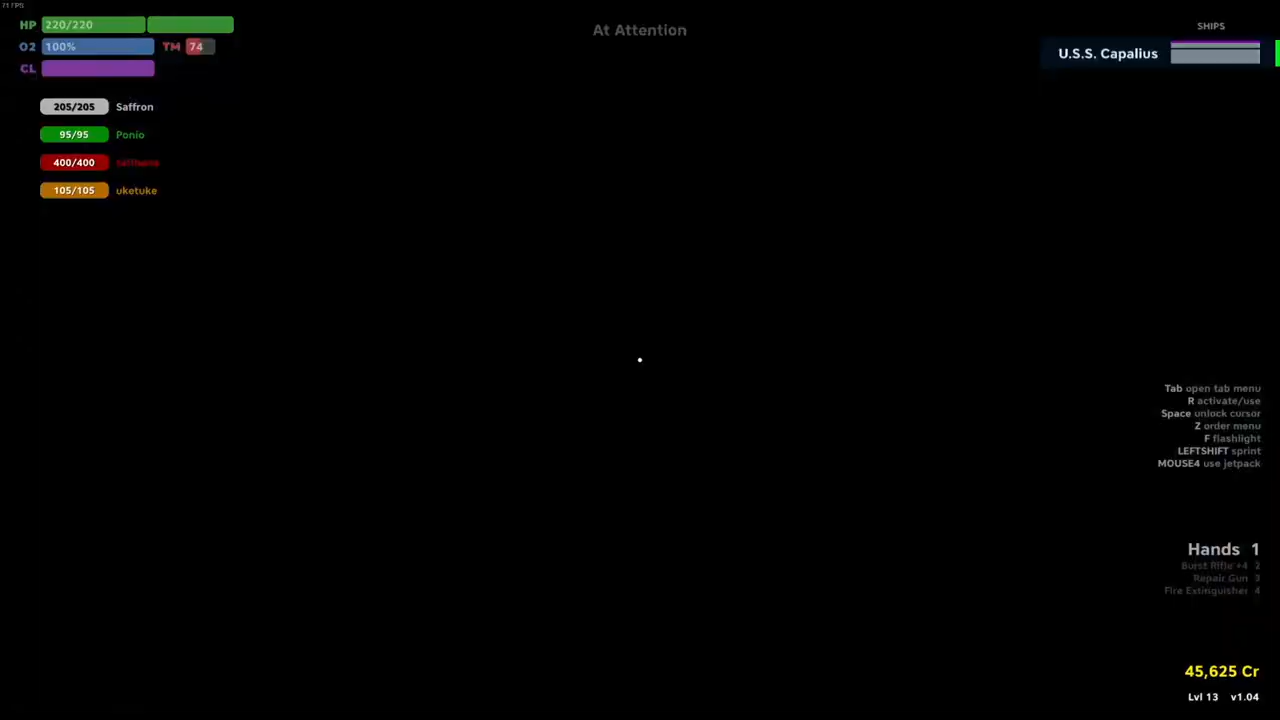 71 FPS
HP 220/220
At Attention
SHIPS
O2 100% TM 74
U.S.S. Capalius
CL
205/205 Saffron
95/95 Ponio
400/400
105/105 uketuke
Tab open tab menu
R activate/use
Space unlock cursor
Z order menu
F flashlight
LEFTSHIFT sprint
MOUSE4 use jetpack
Hands 1
Burst Rifle +4 2
Repair Gun 3
Fire Extinguisher 4
45,625 Cr
Lvl 13 v1.04